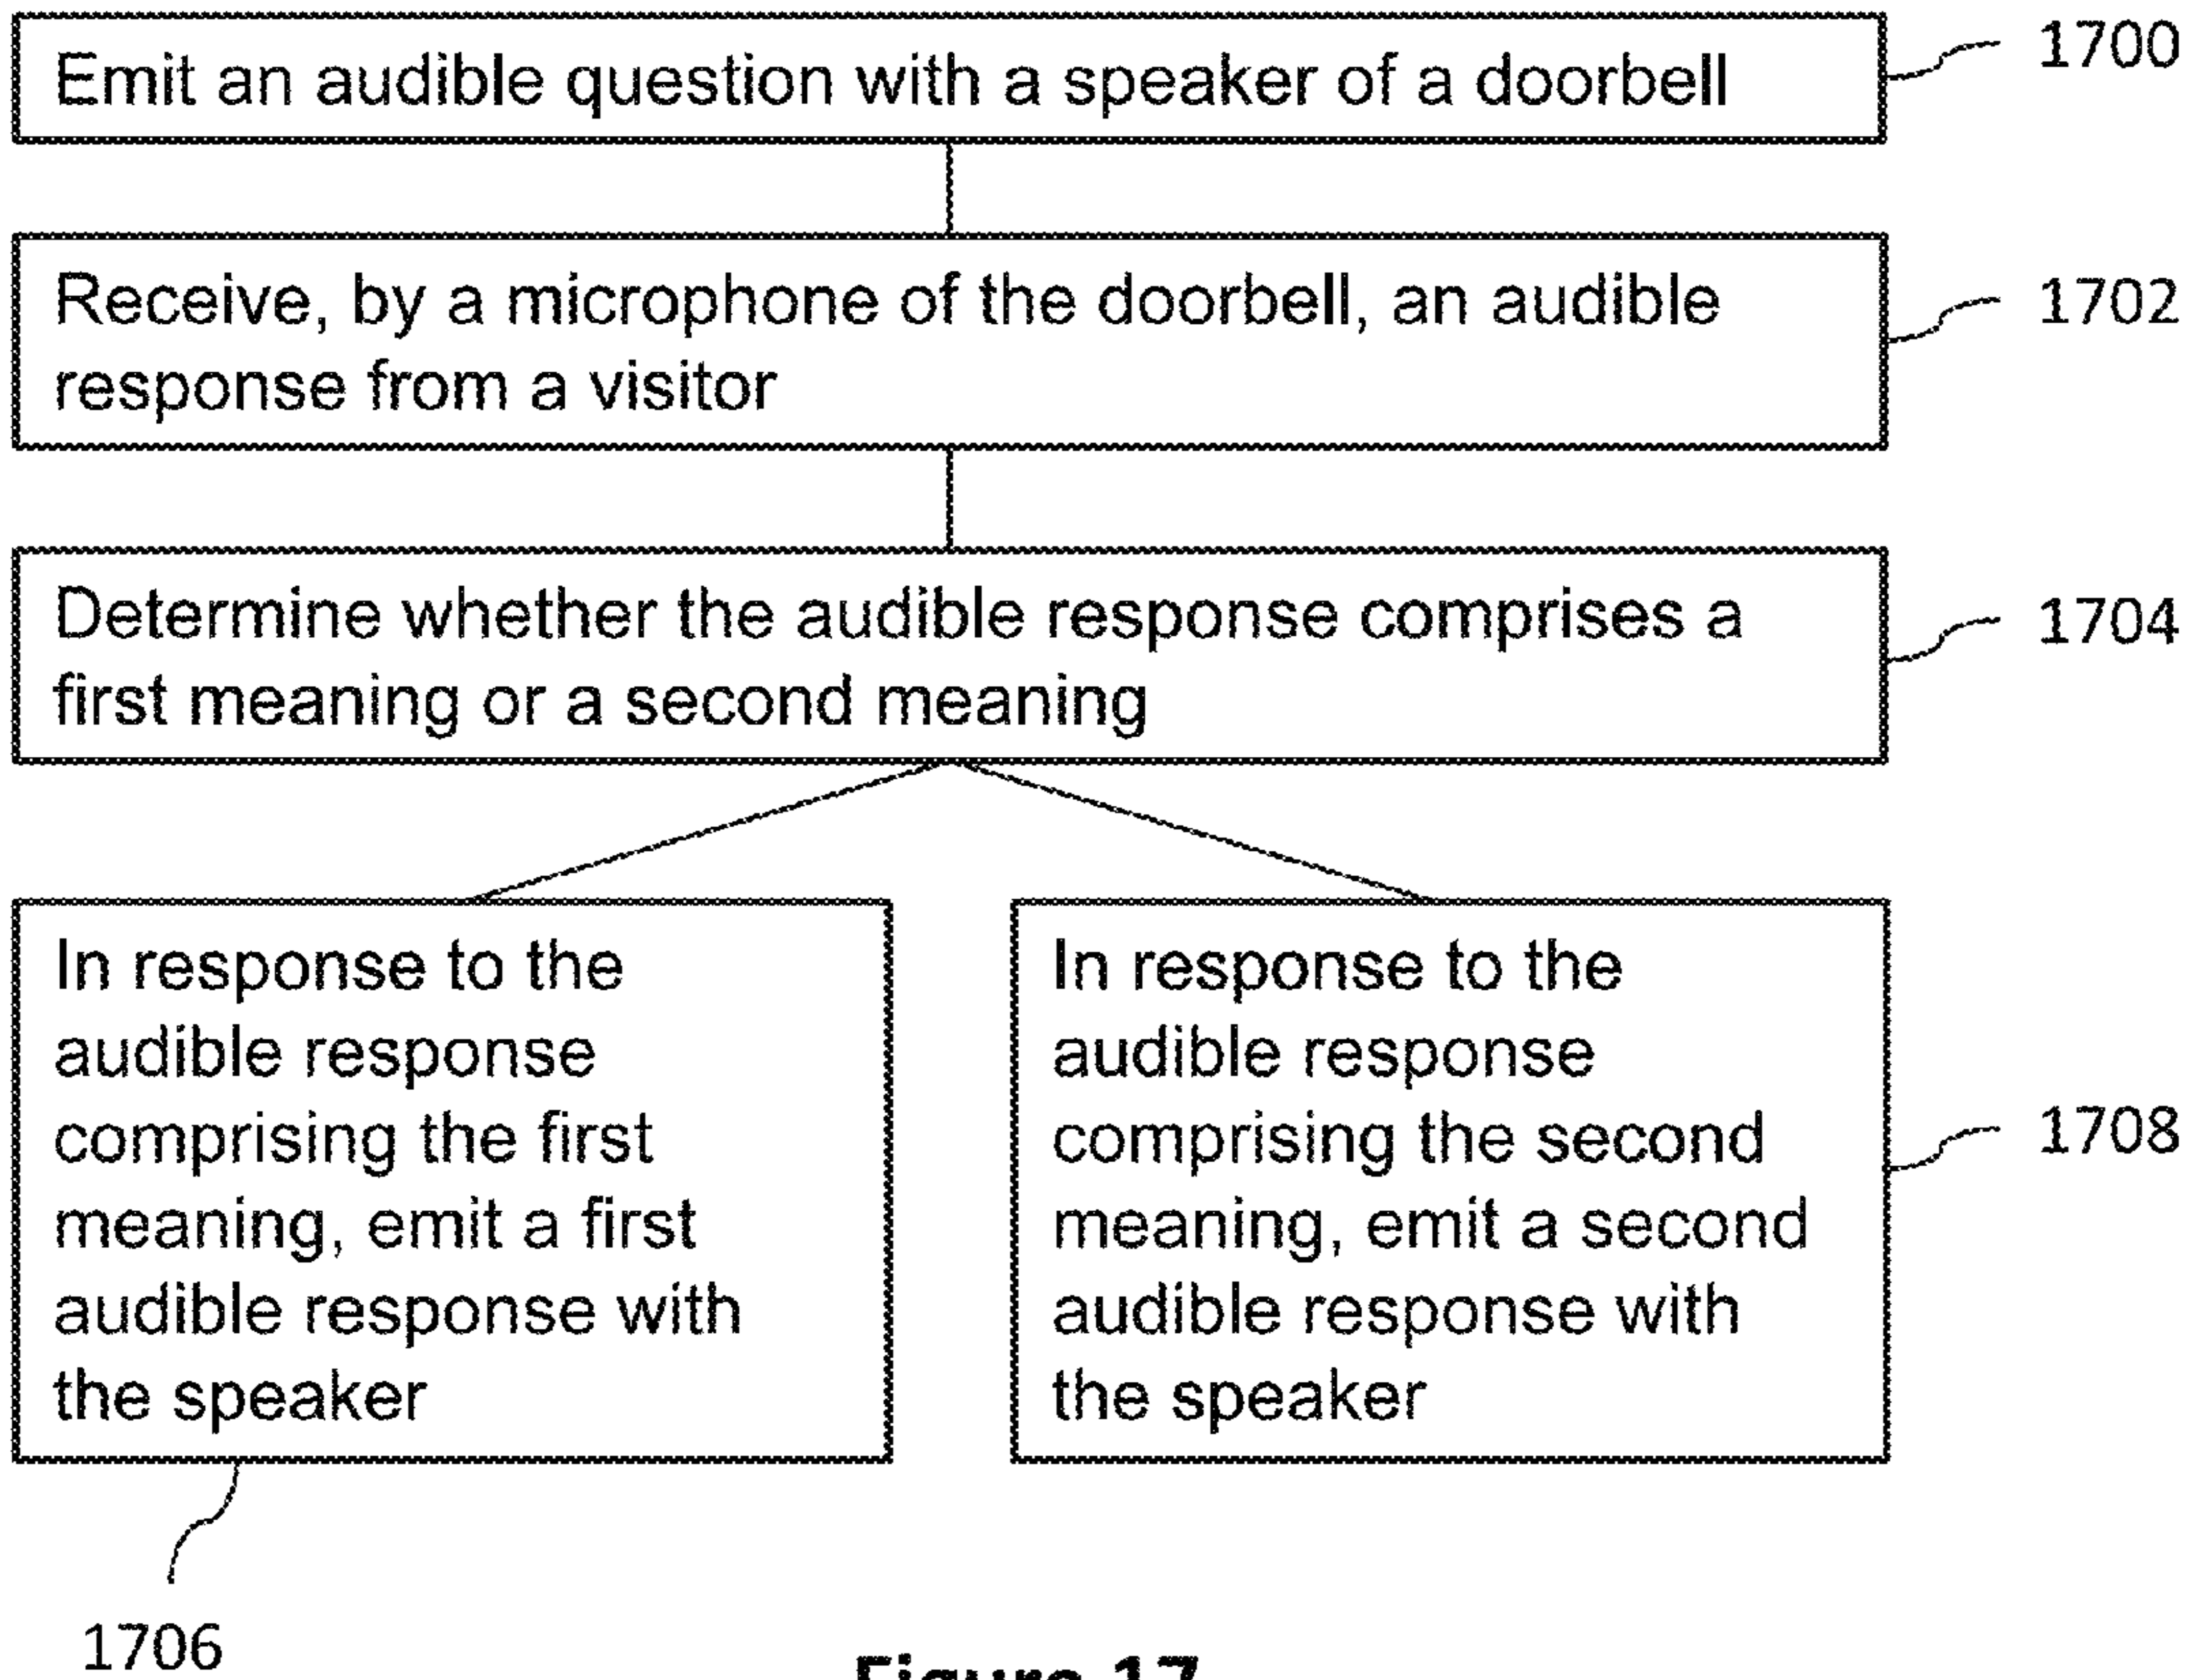 Emit an audible question with a speaker of a doorbell
1700
Receive, by a microphone of the doorbell, an audible
response from a visitor
1702
Determine whether the audible response comprises a
first meaning or a second meaning
1704
In response to the
audible response
comprising the first
meaning, emit a first
audible response with
the speaker
1706
In response to the
audible response
comprising the second
meaning, emit a second
audible response with
the speaker
1708
Figure 17